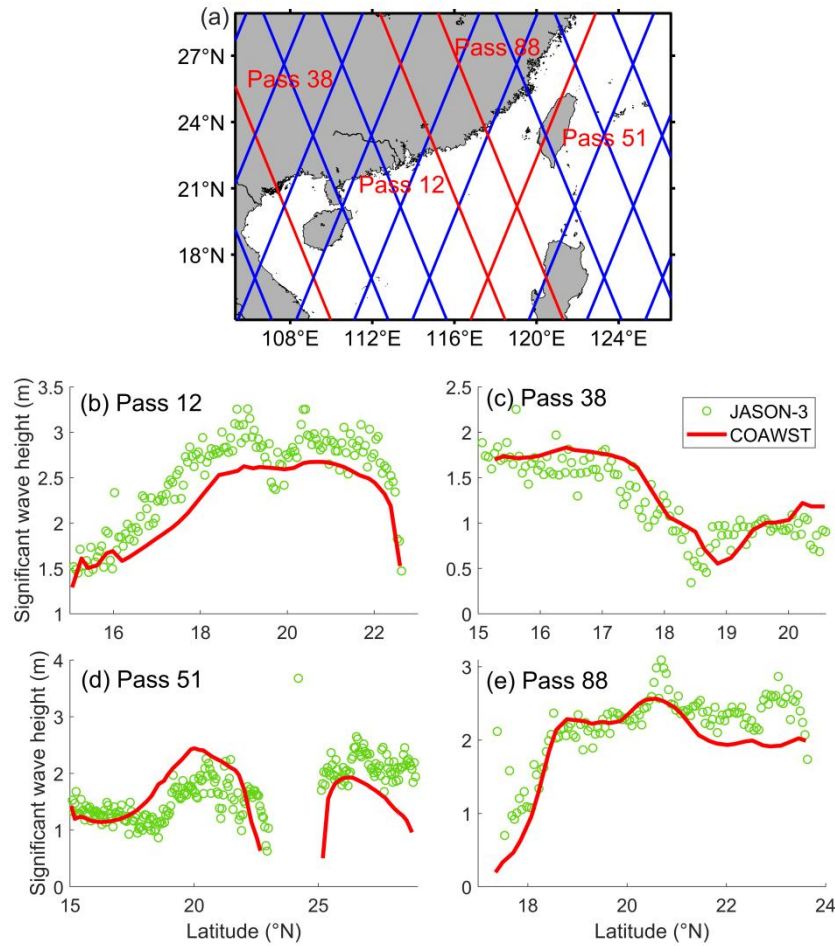 (a)
27°N
24°N
21°N
18°N
Pass 88
Pass 38
Pass 51
Pass 12
108°E 112°E 116°E 120°E 124°E
(b) Pass 12
Significant wave height (m)
3.5
3
2.5
2
1.5
1
16 18 20 22
(c) Pass 38
JASON-3
COAWST
2.5
2
1.5
1
0.5
0
15 16 17 18 19 20
(d) Pass 51
Significant wave height (m)
4
3
2
1
0
15 20 25
Latitude (°N)
(e) Pass 88
3
2
1
0
18 20 22 24
Latitude (°N)